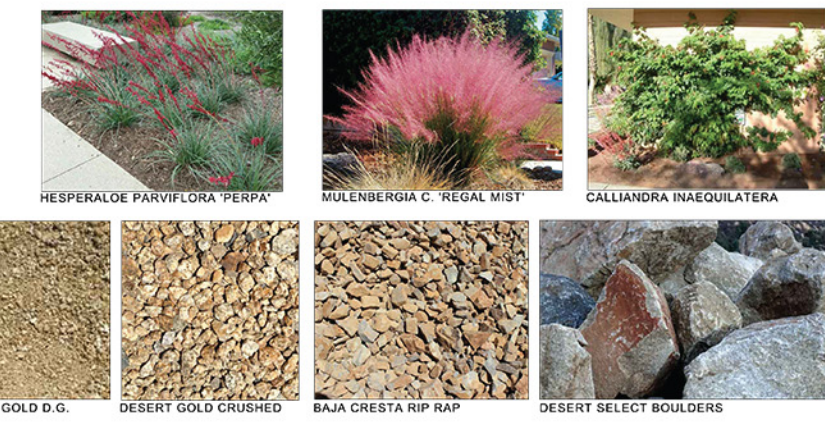 HESPERALOE PARVIFLORA 'PERPA'
MULENBERGIA C. 'REGAL MIST'
CALLIANDRA INAEQUILATERA
GOLD D.G.
DESERT GOLD CRUSHED
BAJA CRESTA RIP RAP
DESERT SELECT BOULDERS